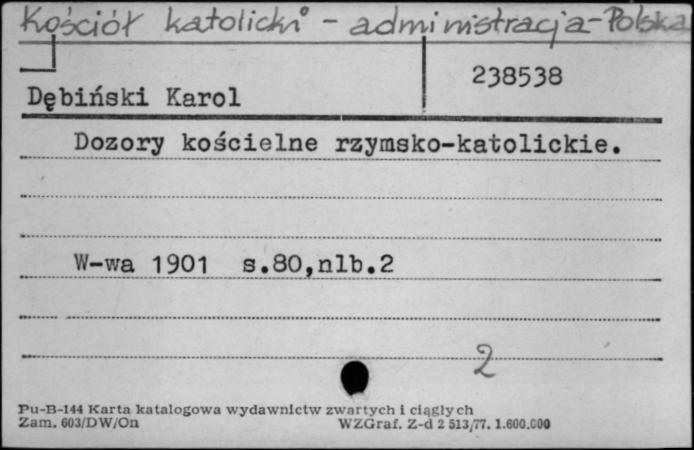 Kościół katolicki - administracja - Polska
238538
Dębiński Karol
Dozory kościelne rzymsko-katolickie.
W-wa 1901 s.80,nlb.2
2
Pu-B-144 Karta katalogowa wydawnictw zwartych i ciągłych
Zam. 603/DW/On WZGraf. Z-d 2 513/77. 1.600.000